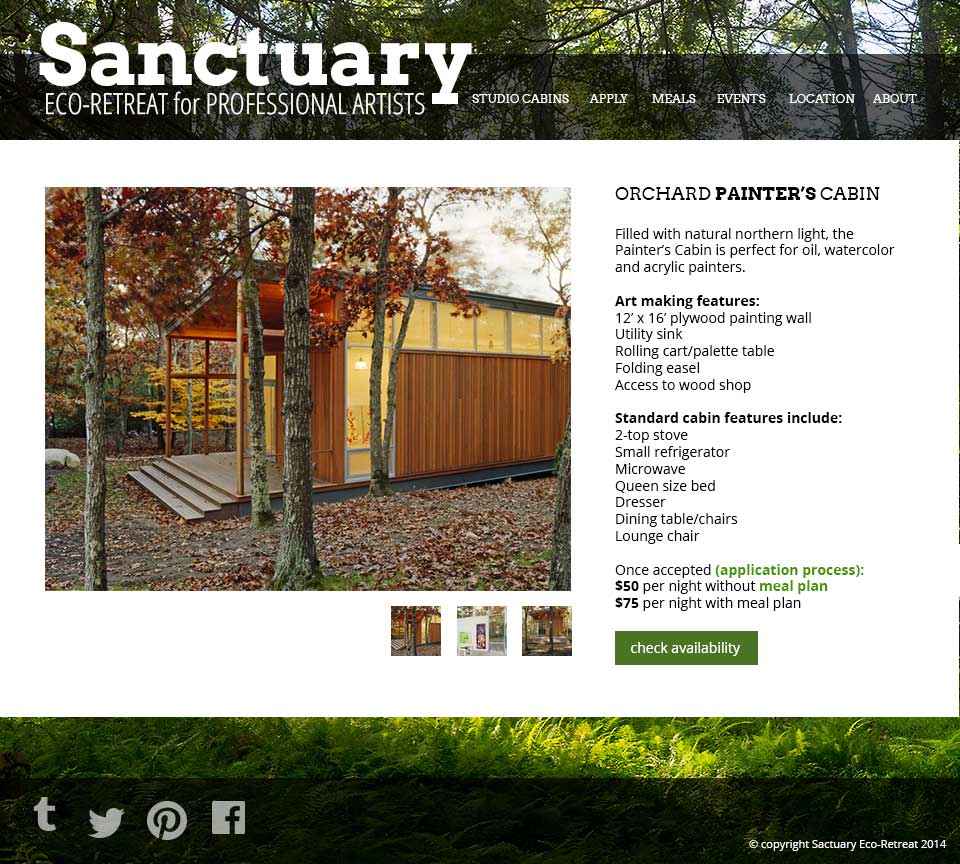 Sanctuary
ECO-RETREAT for PROFESSIONAL ARTISTS
STUDIO CABINS APPLY MEALS EVENTS LOCATION ABOUT
ORCHARD PAINTER’S CABIN
Filled with natural northern light, the
Painter’s Cabin is perfect for oil, watercolor
and acrylic painters.
Art making features:
12’ x 16’ plywood painting wall
Utility sink
Rolling cart/palette table
Folding easel
Access to wood shop
Standard cabin features include:
2-top stove
Small refrigerator
Microwave
Queen size bed
Dresser
Dining table/chairs
Lounge chair
Once accepted (application process):
$50 per night without meal plan
$75 per night with meal plan
check availability
© copyright Sactuary Eco-Retreat 2014